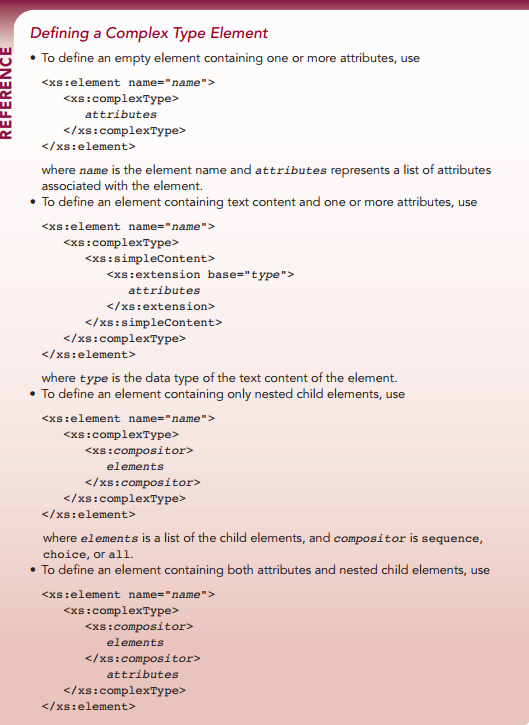 REFERENCE
Defining a Complex Type Element
• To define an empty element containing one or more attributes, use
<xs:element name="name">
<xs:complexType>
attributes
</xs:complexType>
</xs:element>
where name is the element name and attributes represents a list of attributes
associated with the element.
• To define an element containing text content and one or more attributes, use
<xs:element name="name">
<xs:complexType>
<xs:simpleContent>
<xs:extension base="type">
attributes
</xs:extension>
</xs:simpleContent>
</xs:complexType>
</xs:element>
where type is the data type of the text content of the element.
• To define an element containing only nested child elements, use
<xs:element name="name">
<xs:complexType>
<xs:compositor>
elements
</xs:compositor>
</xs:complexType>
</xs:element>
where elements is a list of the child elements, and compositor is sequence,
choice, or all.
• To define an element containing both attributes and nested child elements, use
<xs:element name="name">
<xs:complexType>
<xs:compositor>
elements
</xs:compositor>
attributes
</xs:complexType>
</xs:element>